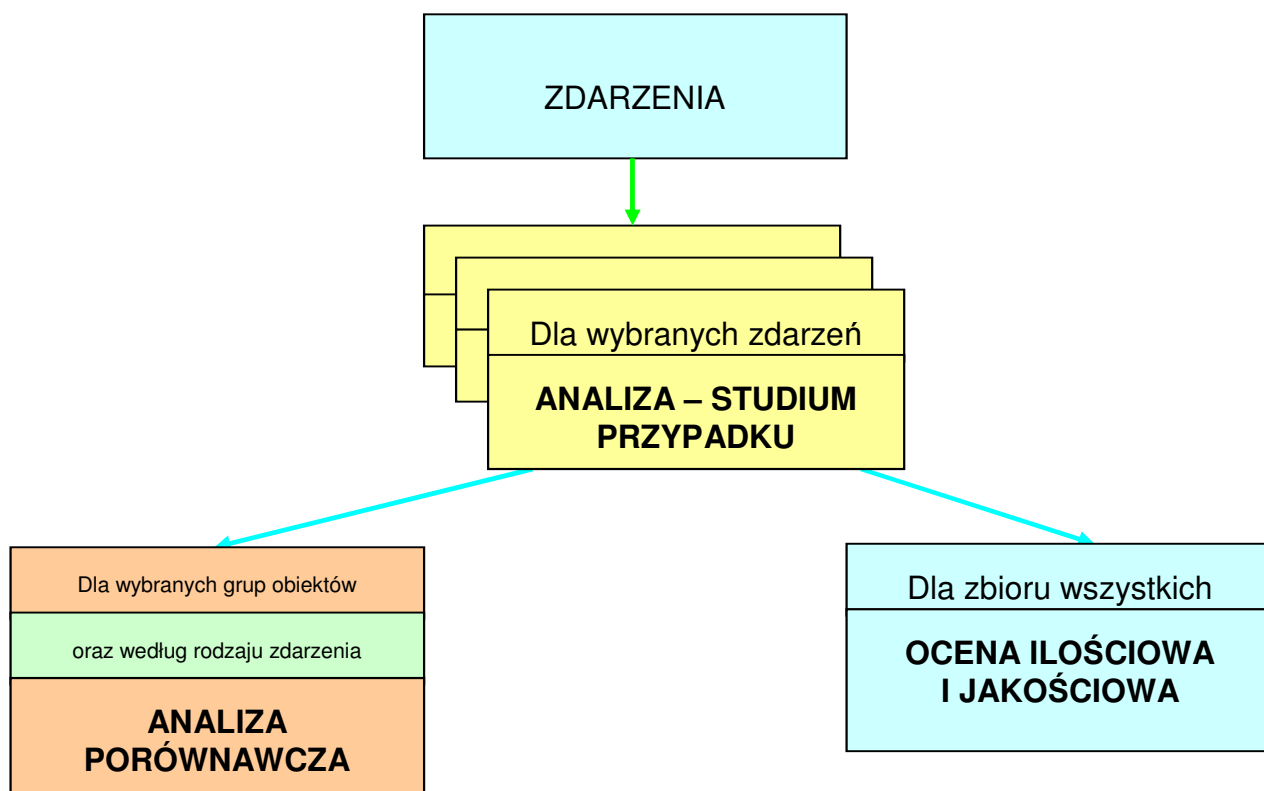 ZDARZENIA
Dla wybranych zdarzeń
ANALIZA – STUDIUM
PRZYPADKU
Dla wybranych grup obiektów
oraz według rodzaju zdarzenia
ANALIZA
PORÓWNAWCZA
Dla zbioru wszystkich
OCENA ILOŚCIOWA
I JAKOŚCIOWA